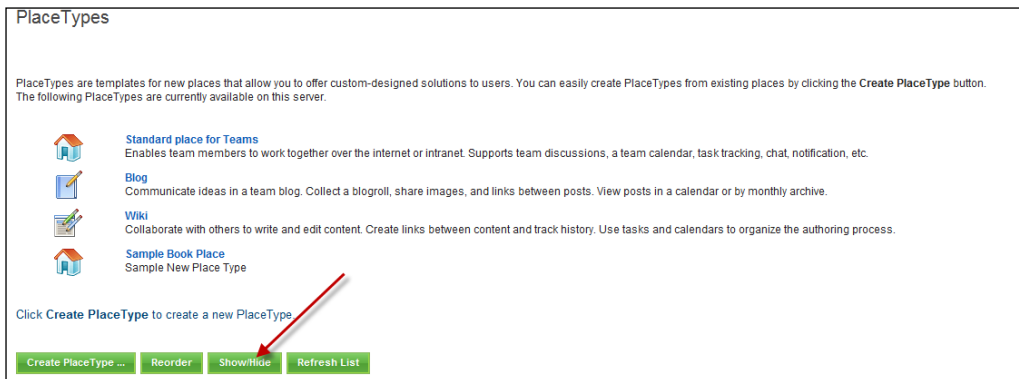 PlaceTypes
PlaceTypes are templates for new places that allow you to offer custom-designed solutions to users. You can easily create PlaceTypes from existing places by clicking the Create PlaceType button.
The following PlaceTypes are currently available on this server.
Standard place for Teams
Enables team members to work together over the internet or intranet. Supports team discussions, a team calendar, task tracking, chat, notification, etc.
Blog
Communicate ideas in a team blog. Collect a blogroll, share images, and links between posts. View posts in a calendar or by monthly archive.
Wiki
Collaborate with others to write and edit content. Create links between content and track history. Use tasks and calendars to organize the authoring process.
Sample Book Place
Sample New Place Type
Click Create PlaceType to create a new PlaceType.
Create PlaceType ... Reorder Show/Hide Refresh List